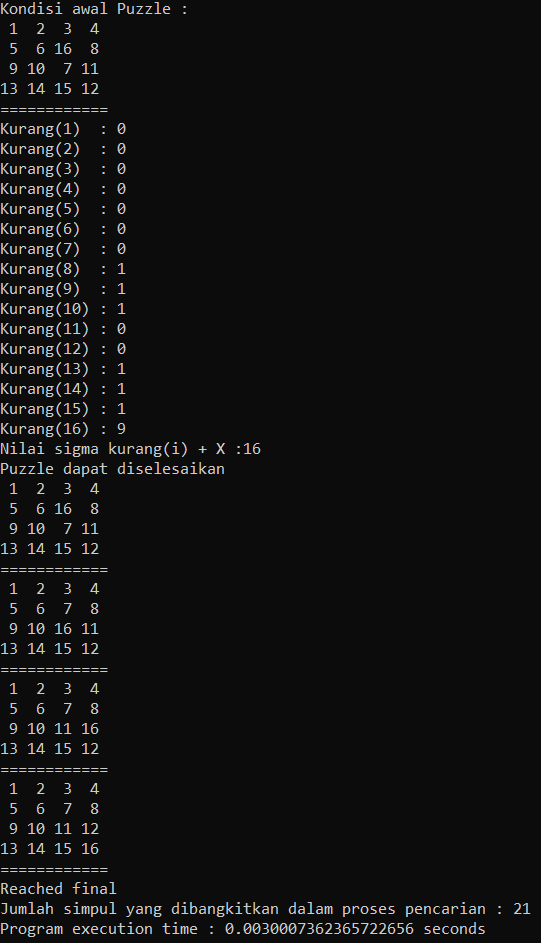 Kondisi awal Puzzle :
 1  2  3  4
 5  6 16  8
 9 10  7 11
13 14 15 12
============
Kurang(1)  : 0
Kurang(2)  : 0
Kurang(3)  : 0
Kurang(4)  : 0
Kurang(5)  : 0
Kurang(6)  : 0
Kurang(7)  : 0
Kurang(8)  : 1
Kurang(9)  : 1
Kurang(10) : 1
Kurang(11) : 0
Kurang(12) : 0
Kurang(13) : 1
Kurang(14) : 1
Kurang(15) : 1
Kurang(16) : 9
Nilai sigma kurang(i) + X :16
Puzzle dapat diselesaikan
 1  2  3  4
 5  6 16  8
 9 10  7 11
13 14 15 12
============
 1  2  3  4
 5  6  7  8
 9 10 16 11
13 14 15 12
============
 1  2  3  4
 5  6  7  8
 9 10 11 16
13 14 15 12
============
 1  2  3  4
 5  6  7  8
 9 10 11 12
13 14 15 16
============
Reached final
Jumlah simpul yang dibangkitkan dalam proses pencarian : 21
Program execution time : 0.0030007362365722656 seconds